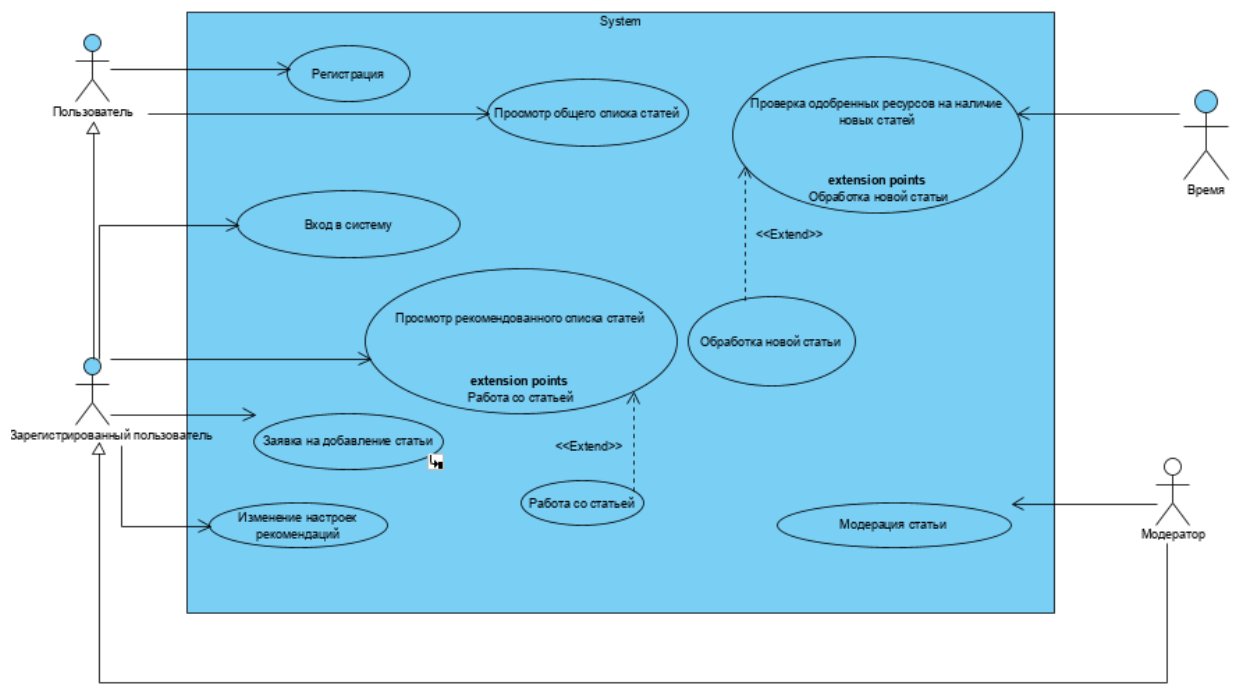 System
Регистрация
Пользователь
Просмотр общего списка статей
Проверка одобренных ресурсов на наличие
новых статей
extension points
Обработка новой статьи
Время
<<Extend>>
Вход в систему
Просмотр рекомендованного списка статей
extension points
Работа со статьей
Обработка новой статьи
Зарегистрированный пользователь
Заявка на добавление статьи
<<Extend>>
Работа со статьей
Изменение настроек
рекомендаций
Модерация статьи
Модератор